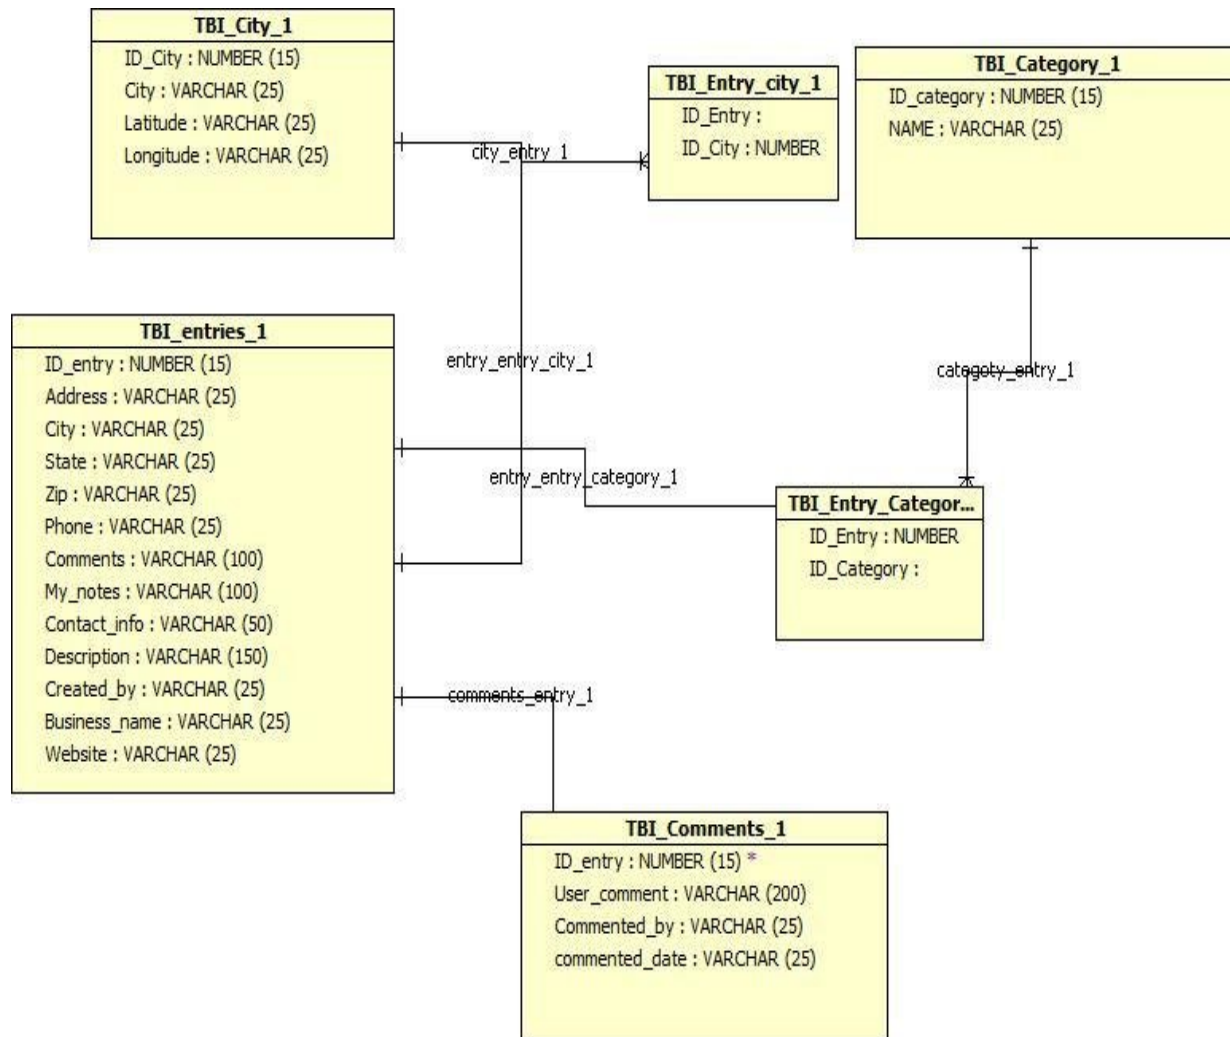 TBI_City_1
ID_City : NUMBER (15)
City : VARCHAR (25)
Latitude : VARCHAR (25)
Longitude : VARCHAR (25)
city_entry_1
TBI_Entry_city_1
ID_Entry :
ID_City : NUMBER
TBI_Category_1
ID_category : NUMBER (15)
NAME : VARCHAR (25)
TBI_entries_1
ID_entry : NUMBER (15)
Address : VARCHAR (25)
City : VARCHAR (25)
State : VARCHAR (25)
Zip : VARCHAR (25)
Phone : VARCHAR (25)
Comments : VARCHAR (100)
My_notes : VARCHAR (100)
Contact_info : VARCHAR (50)
Description : VARCHAR (150)
Created_by : VARCHAR (25)
Business_name : VARCHAR (25)
Website : VARCHAR (25)
entry_entry_city_1
categoty_entry_1
entry_entry_category_1
TBI_Entry_Categor...
ID_Entry : NUMBER
ID_Category :
comments_entry_1
TBI_Comments_1
ID_entry : NUMBER (15) *
User_comment : VARCHAR (200)
Commented_by : VARCHAR (25)
commented_date : VARCHAR (25)